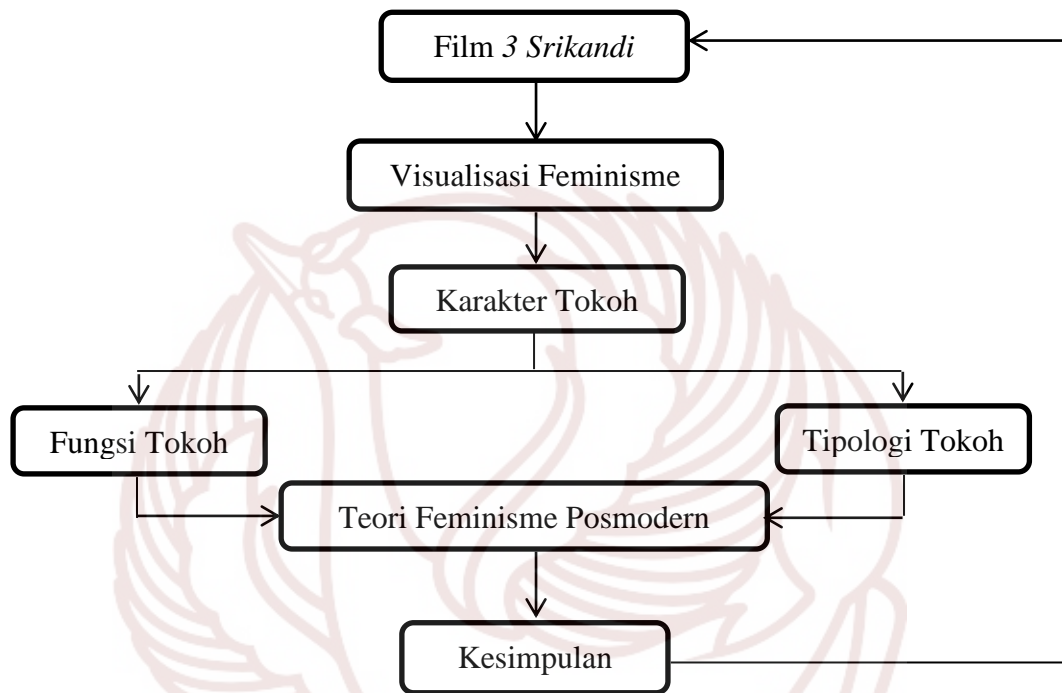 Film 3 Srikandi
Visualisasi Feminisme
Karakter Tokoh
Fungsi Tokoh
Tipologi Tokoh
Teori Feminisme Posmodern
Kesimpulan